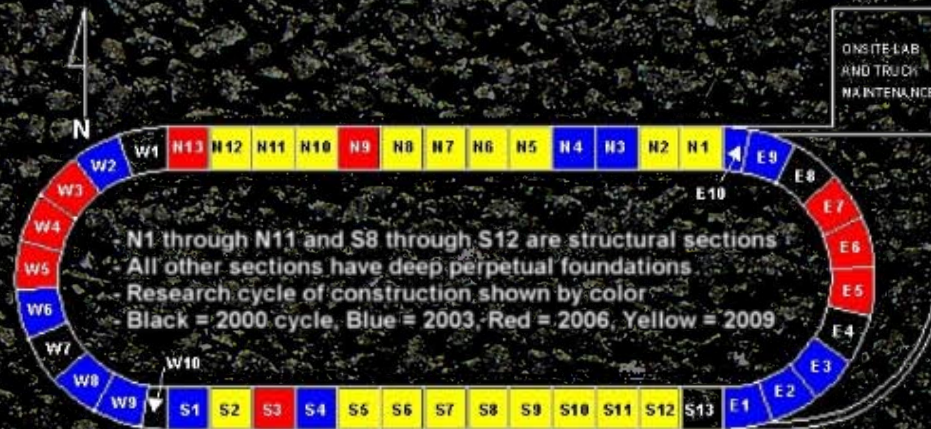 ONSITE LAB
AND TRUCK
MAINTENANCE
N
W1 N13 N12 N11 N10 N9 N8 N7 N6 N5 N4 N3 N2 N1 E9
W2
E8
E10
W3
E7
W4
E6
W5
E5
W6
E4
- N1 through N11 and S8 through S12 are structural sections
- All other sections have deep perpetual foundations
- Research cycle of construction shown by color
- Black = 2000 cycle, Blue = 2003, Red = 2006, Yellow = 2009
W7
W10
E3
W8
E2
W9 S1 S2 S3 S4 S5 S6 S7 S8 S9 S10 S11 S12 S13 E1